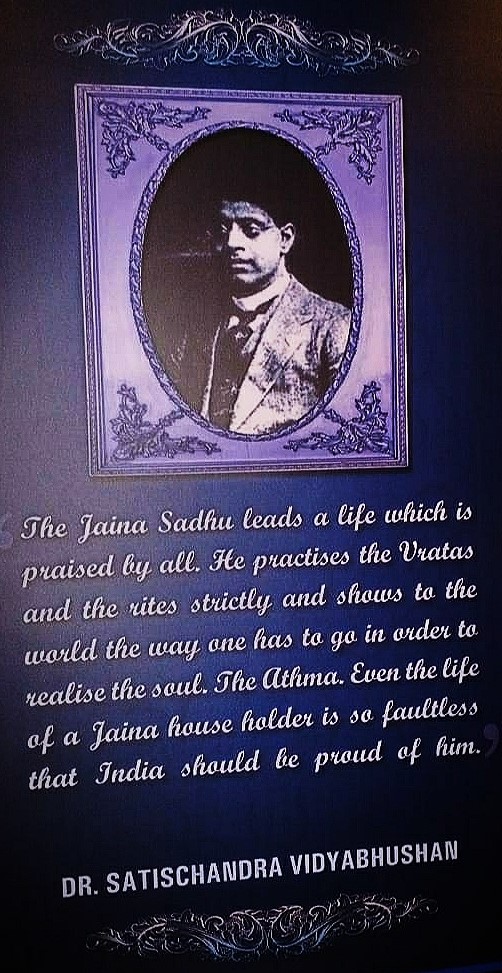 ‘The Jaina Sadhu leads a life which is
praised by all. He practises the Vratas
and the rites strictly and shows to the
world the way one has to go in order to
realise the soul. The Athma. Even the life
of a Jaina house holder is so faultless
that India should be proud of him.’
DR. SATISCHANDRA VIDYABHUSHAN